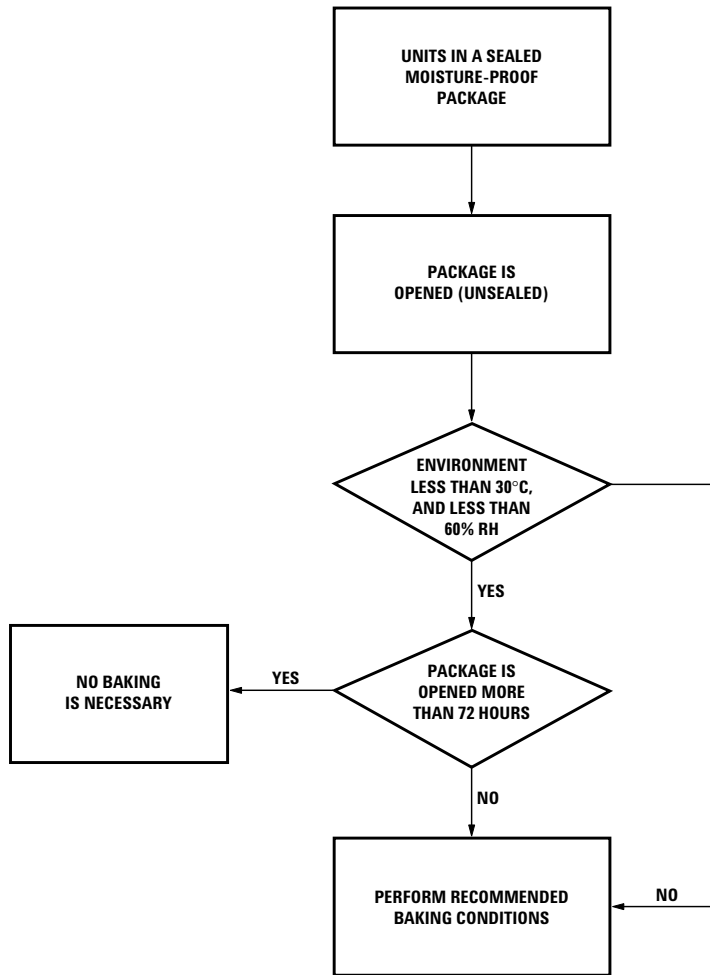 UNITS IN A SEALED
MOISTURE-PROOF
PACKAGE
PACKAGE IS
OPENED (UNSEALED)
ENVIRONMENT
LESS THAN 30°C,
AND LESS THAN
60% RH
YES
NO BAKING
IS NECESSARY
YES
PACKAGE IS
OPENED MORE
THAN 72 HOURS
NO
PERFORM RECOMMENDED
BAKING CONDITIONS
NO